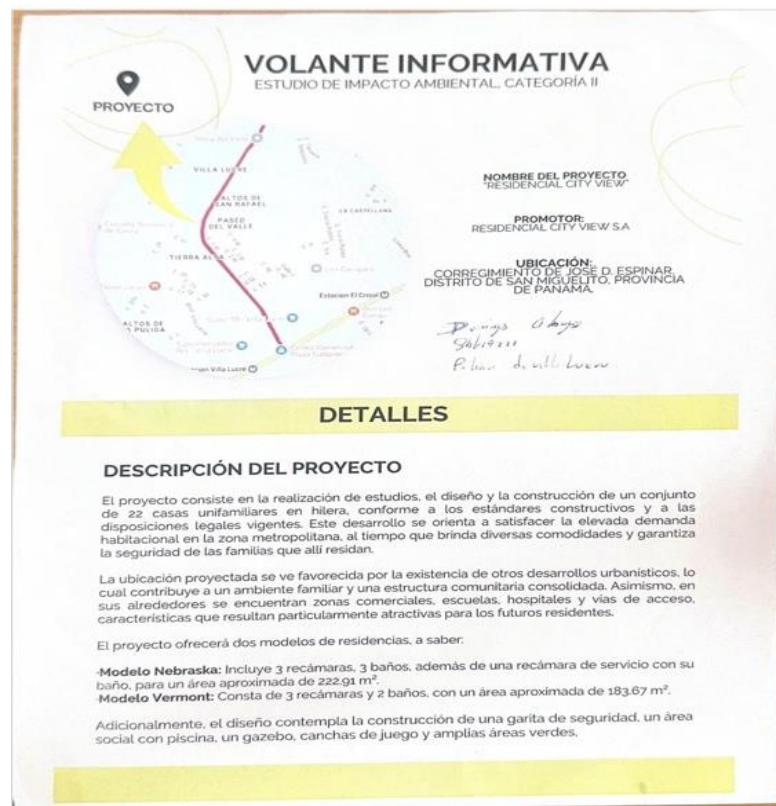 VOLANTE INFORMATIVA
ESTUDIO DE IMPACTO AMBIENTAL, CATEGORÍA II
PROYECTO
VILLA LUCRE
ALTOS DE
SAN RAFAEL
LA CASTELLANA
PASEO
DEL VALLE
TIERRA ALTA
Estacion El Crisol
ALTOS DE
Villa Lucre
NOMBRE DEL PROYECTO
"RESIDENCIAL CITY VIEW"
PROMOTOR:
RESIDENCIAL CITY VIEW S.A
UBICACIÓN:
CORREGIMIENTO DE JOSE D. ESPINAR,
DISTRITO DE SAN MIGUELITO, PROVINCIA
DE PANAMÁ.
DETALLES
DESCRIPCIÓN DEL PROYECTO
El proyecto consiste en la realización de estudios, el diseño y la construcción de un conjunto
de 22 casas unifamiliares en hilera, conforme a los estándares constructivos y a las
disposiciones legales vigentes. Este desarrollo se orienta a satisfacer la elevada demanda
habitacional en la zona metropolitana, al tiempo que brinda diversas comodidades y garantiza
la seguridad de las familias que allí residan.
La ubicación proyectada se ve favorecida por la existencia de otros desarrollos urbanísticos, lo
cual contribuye a un ambiente familiar y una estructura comunitaria consolidada. Asimismo, en
sus alrededores se encuentran zonas comerciales, escuelas, hospitales y vías de acceso,
características que resultan particularmente atractivas para los futuros residentes.
El proyecto ofrecerá dos modelos de residencias, a saber:
-Modelo Nebraska: Incluye 3 recámaras, 3 baños, además de una recámara de servicio con su
baño, para un área aproximada de 222.91 m².
-Modelo Vermont: Consta de 3 recámaras y 2 baños, con un área aproximada de 183.67 m².
Adicionalmente, el diseño contempla la construcción de una garita de seguridad, un área
social con piscina, un gazebo, canchas de juego y amplias áreas verdes.